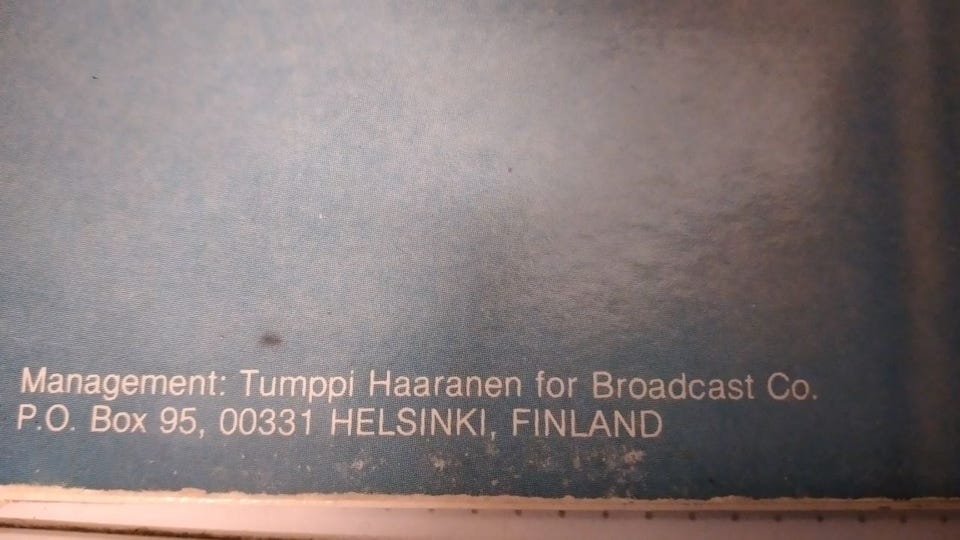 Management: Tumppi Haaranen for Broadcast Co.
P.O. Box 95, 00331 HELSINKI, FINLAND